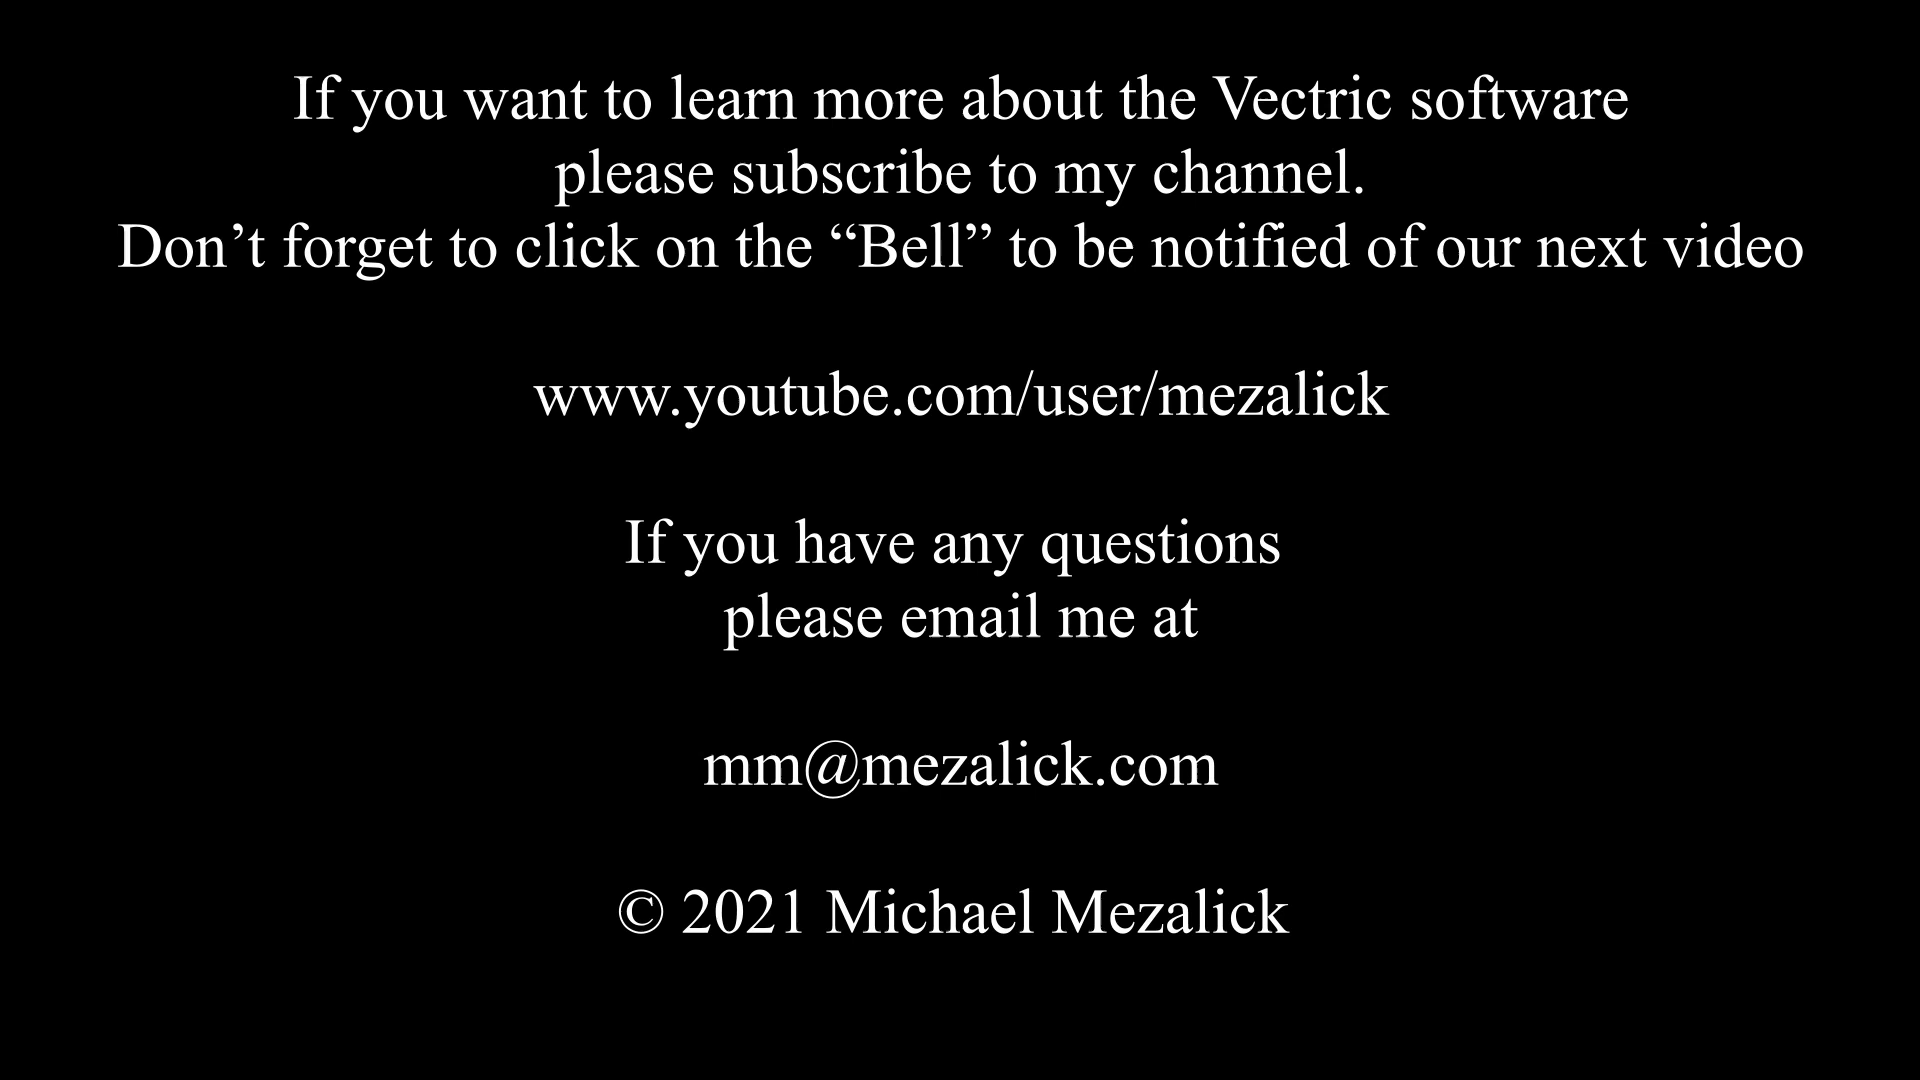 If you want to learn more about the Vectric software
please subscribe to my channel.
Don’t forget to click on the “Bell” to be notified of our next video
www.youtube.com/user/mezalick
If you have any questions
please email me at
mm@mezalick.com
© 2021 Michael Mezalick